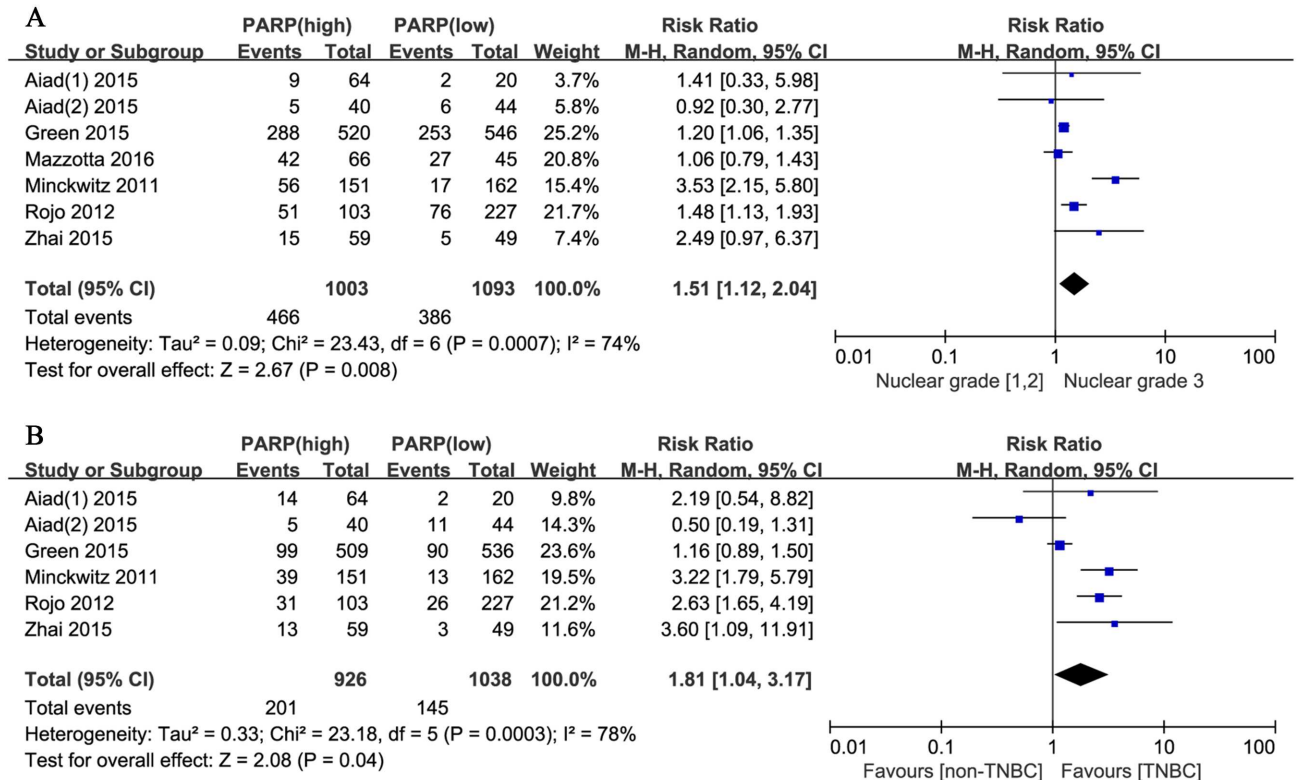 A
PARP(high) PARP(low) Risk Ratio Risk Ratio
Study or Subgroup Events Total Events Total Weight M-H, Random, 95% CI M-H, Random, 95% CI
Aiad(1) 2015 9 64 2 20 3.7% 1.41 [0.33, 5.98]
Aiad(2) 2015 5 40 6 44 5.8% 0.92 [0.30, 2.77]
Green 2015 288 520 253 546 25.2% 1.20 [1.06, 1.35]
Mazzotta 2016 42 66 27 45 20.8% 1.06 [0.79, 1.43]
Minckwitz 2011 56 151 17 162 15.4% 3.53 [2.15, 5.80]
Rojo 2012 51 103 76 227 21.7% 1.48 [1.13, 1.93]
Zhai 2015 15 59 5 49 7.4% 2.49 [0.97, 6.37]
Total (95% CI) 1003 1093 100.0% 1.51 [1.12, 2.04]
Total events 466 386
Heterogeneity: Tau² = 0.09; Chi² = 23.43, df = 6 (P = 0.0007); I² = 74%
Test for overall effect: Z = 2.67 (P = 0.008)
0.01 0.1 1 10 100
Nuclear grade [1,2] Nuclear grade 3
B
PARP(high) PARP(low) Risk Ratio Risk Ratio
Study or Subgroup Events Total Events Total Weight M-H, Random, 95% CI M-H, Random, 95% CI
Aiad(1) 2015 14 64 2 20 9.8% 2.19 [0.54, 8.82]
Aiad(2) 2015 5 40 11 44 14.3% 0.50 [0.19, 1.31]
Green 2015 99 509 90 536 23.6% 1.16 [0.89, 1.50]
Minckwitz 2011 39 151 13 162 19.5% 3.22 [1.79, 5.79]
Rojo 2012 31 103 26 227 21.2% 2.63 [1.65, 4.19]
Zhai 2015 13 59 3 49 11.6% 3.60 [1.09, 11.91]
Total (95% CI) 926 1038 100.0% 1.81 [1.04, 3.17]
Total events 201 145
Heterogeneity: Tau² = 0.33; Chi² = 23.18, df = 5 (P = 0.0003); I² = 78%
Test for overall effect: Z = 2.08 (P = 0.04)
0.01 0.1 1 10 100
Favours [non-TNBC] Favours [TNBC]